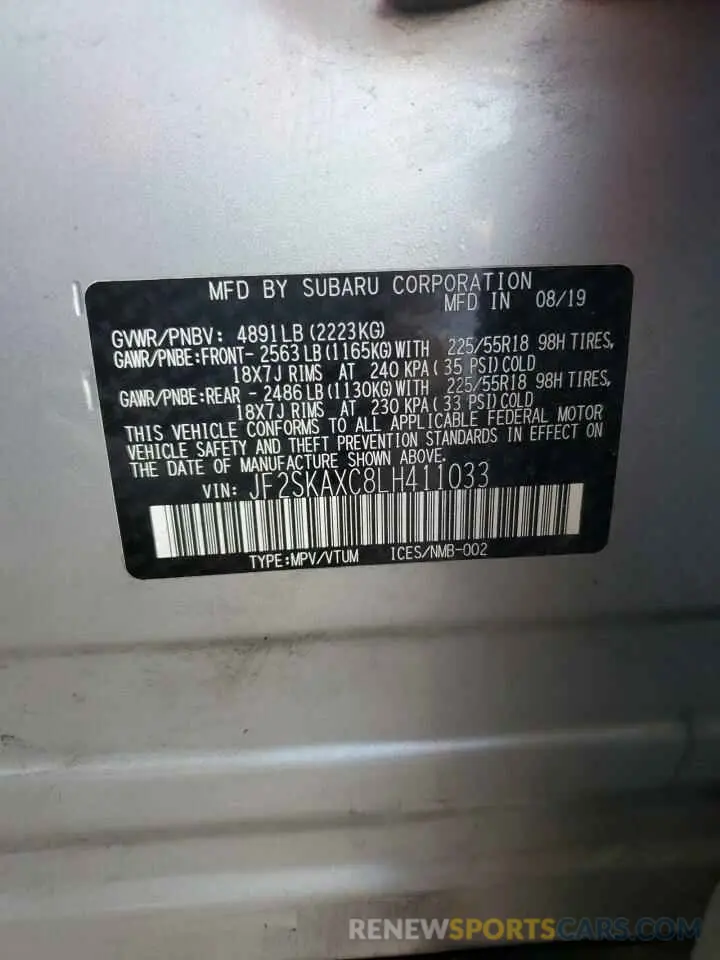 MFD BY SUBARU CORPORATION
MFD IN 08/19
GVWR/PNBV: 4891LB(2223KG)
GAWR/PNBE:FRONT- 2563 LB(1165KG)WITH 225/55R18 98H TIRES,
18X7J RIMS AT 240 KPA( 35 PSI)COLD
GAWR/PNBE:REAR - 2486 LB(1130KG)WITH 225/55R18 98H TIRES,
18X7J RIMS AT 230 KPA( 33 PSI)COLD
THIS VEHICLE CONFORMS TO ALL APPLICABLE FEDERAL MOTOR
VEHICLE SAFETY AND THEFT PREVENTION STANDARDS IN EFFECT ON
THE DATE OF MANUFACTURE SHOWN ABOVE.
VIN: JF2SKAXC8LH411033
TYPE:MPV/VTUM ICES/NMB-002
RENEWSPORTSCARS.COM